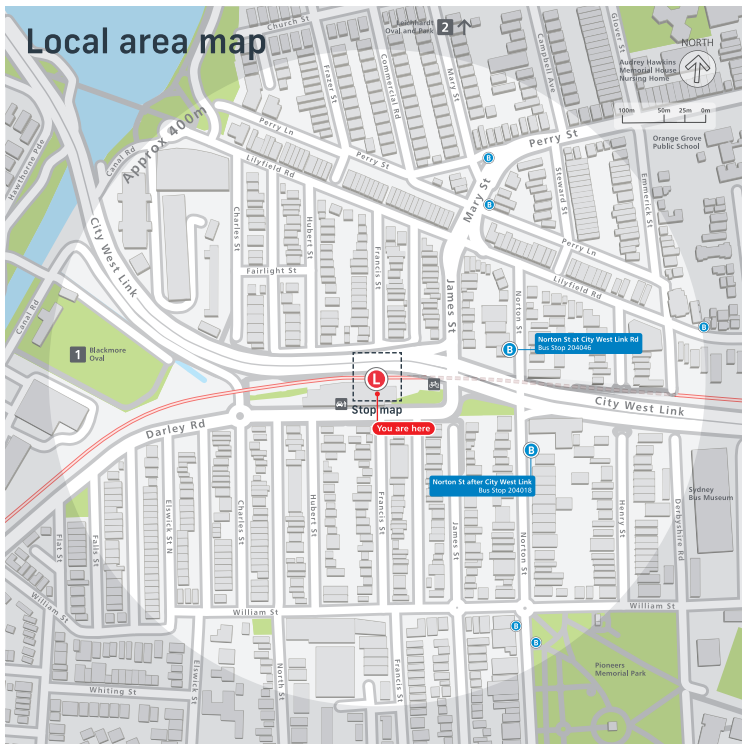 Local area map
Church St
Leichhardt
Oval and Park
2
Glover St
NORTH
Campbell Ave
Audrey Hawkins
Memorial House
Nursing Home
Frazer St
Commercial Rd
Mary St
100m 50m 25m 0m
Approx 400m
Perry Ln
Perry St
Orange Grove
Public School
Hawthorne Pde
Canal Rd
Lilyfield Rd
Perry St
B
Steward St
Emmerick St
Mary St
B
City West Link
Charles St
Hubert St
Francis St
Perry Ln
Fairlight St
Lilyfield Rd
James St
Norton St
Canal Rd
B
1
Blackmore
Oval
B
Norton St at City West Link Rd
Bus Stop 204046
L
City West Link
Stop map
You are here
Darley Rd
B
Norton St after City West Link
Bus Stop 204018
Sydney
Bus Museum
Elswick St N
Charles St
Hubert St
Francis St
James St
Norton St
Henry St
Derbyshire Rd
Flat St
Falls St
William St
William St
William St
B
B
Elswick St
North St
Francis St
Pioneers
Memorial Park
Whiting St